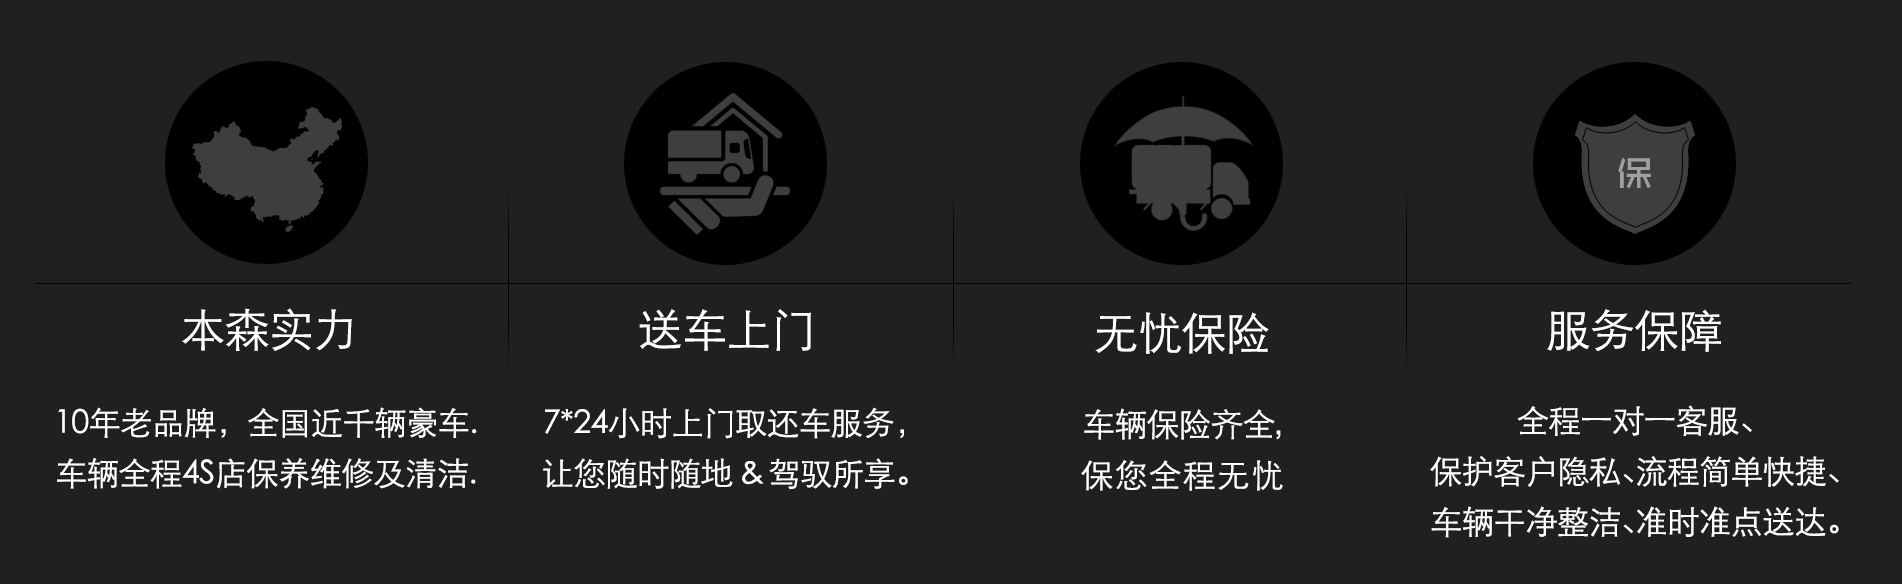 保
本森实力
10年老品牌，全国近千辆豪车.
车辆全程4S店保养维修及清洁.
送车上门
7*24小时上门取还车服务，
让您随时随地 & 驾驭所享。
无忧保险
车辆保险齐全,
保您全程无忧
服务保障
全程一对一客服、
保护客户隐私、流程简单快捷、
车辆干净整洁、准时准点送达。